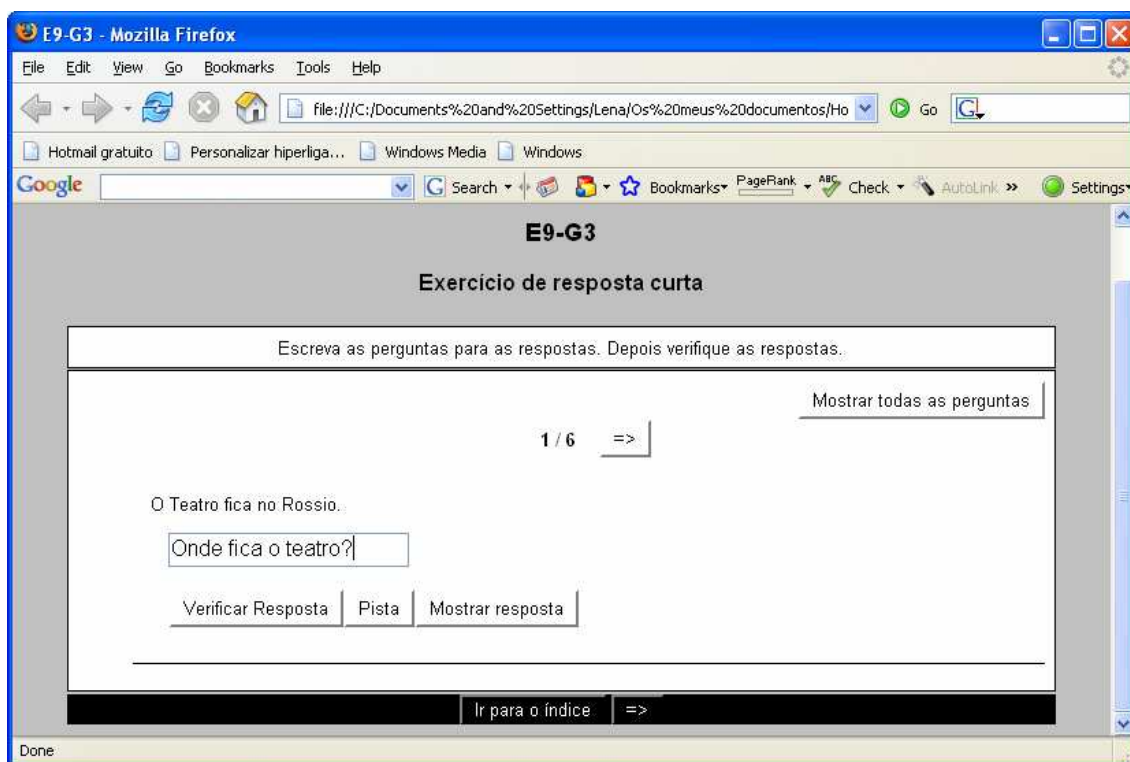 E9-G3 - Mozilla Firefox
File Edit View Go Bookmarks Tools Help
file:///C:/Documents%20and%20Settings/Lena/Os%20meus%20documentos/Ho Go G
Hotmail gratuito Personalizar hiperliga... Windows Media Windows
Google G Search Bookmarks PageRank ABC Check AutoLink » Settings
E9-G3
Exercício de resposta curta
Escreva as perguntas para as respostas. Depois verifique as respostas.
Mostrar todas as perguntas
1 / 6 =>
O Teatro fica no Rossio.
Onde fica o teatro?
Verificar Resposta Pista Mostrar resposta
Ir para o índice =>
Done